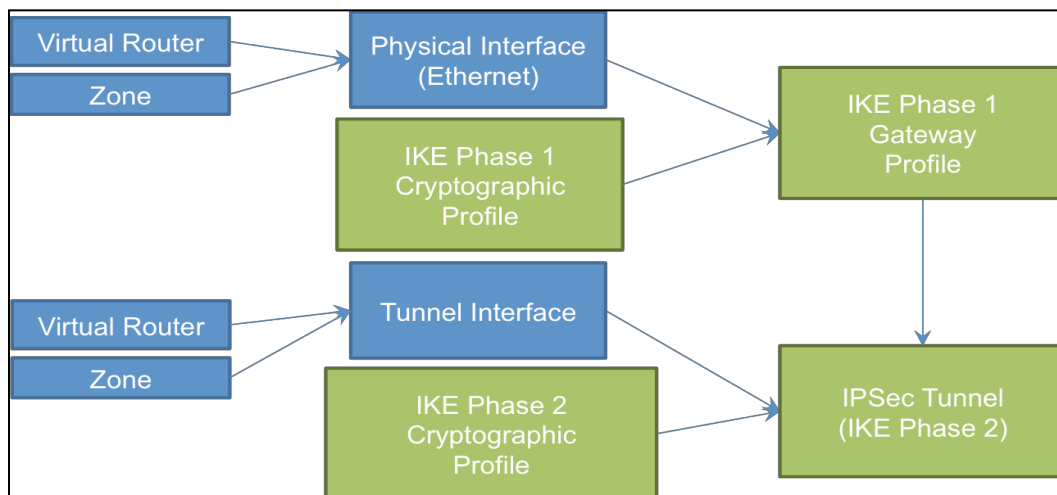 Virtual Router
Zone
Physical Interface
(Ethernet)
IKE Phase 1
Cryptographic
Profile
IKE Phase 1
Gateway
Profile
Virtual Router
Zone
Tunnel Interface
IKE Phase 2
Cryptographic
Profile
IPSec Tunnel
(IKE Phase 2)